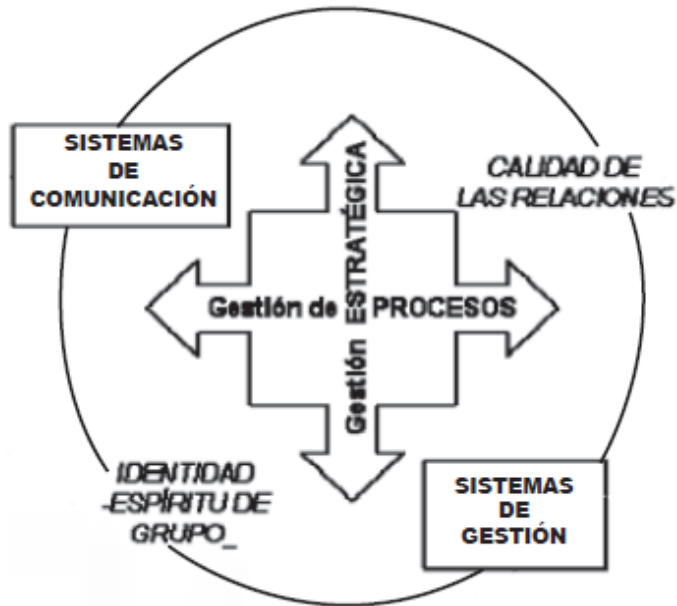 SISTEMAS
DE
COMUNICACIÓN
CALIDAD DE
LAS RELACIONES
Gestión ESTRATÉGICA
Gestión de PROCESOS
IDENTIDAD
-ESPÍRITU DE
GRUPO_
SISTEMAS
DE
GESTIÓN